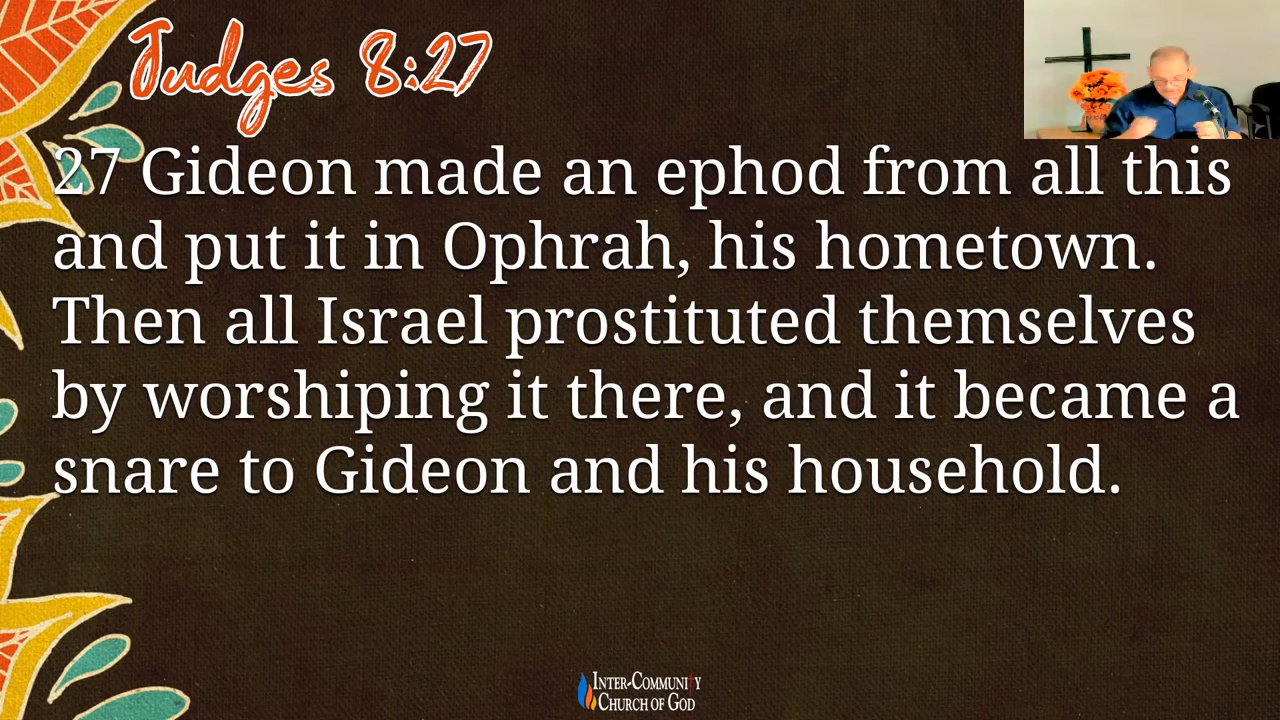 Judges 8:27
27 Gideon made an ephod from all this
and put it in Ophrah, his hometown.
Then all Israel prostituted themselves
by worshiping it there, and it became a
snare to Gideon and his household.
INTER-COMMUNITY
CHURCH OF GOD